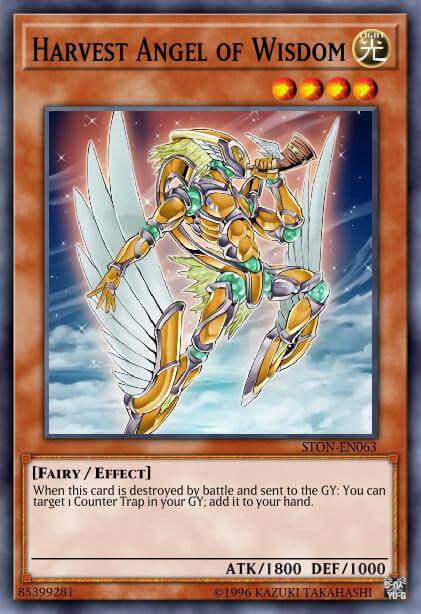 HARVEST ANGEL OF WISDOM
LIGHT
光
STON-EN063
[FAIRY / EFFECT]
When this card is destroyed by battle and sent to the GY: You can
target 1 Counter Trap in your GY; add it to your hand.
ATK/1800 DEF/1000
85399281
©1996 KAZUKI TAKAHASHI